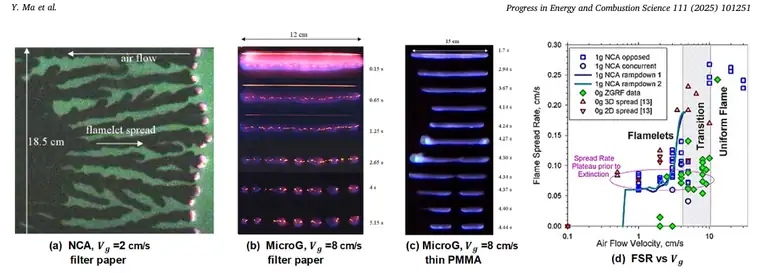 Y. Ma et al.
Progress in Energy and Combustion Science 111 (2025) 101251
air flow
18.5 cm
flamelet spread
(a) NCA, Vg =2 cm/s
filter paper
12 cm
0.15 s
0.65 s
1.25 s
2.65 s
4 s
5.15 s
(b) MicroG, Vg =8 cm/s
filter paper
15 cm
1.7 s
2.94 s
3.67 s
4.14 s
4.24 s
4.27 s
4.30 s
4.34 s
4.37 s
4.40 s
4.44 s
(c) MicroG, Vg =8 cm/s
thin PMMA
Flame Spread Rate, cm/s
0.30
0.25
0.20
0.15
0.10
0.05
0.00
1g NCA opposed
1g NCA concurrent
1g NCA rampdown 1
1g NCA rampdown 2
0g ZGRF data
0g 3D spread [13]
0g 2D spread [13]
Flamelets
Transition
Uniform Flame
Spread Rate
Plateau prior to
Extinction
0.1
1
10
Air Flow Velocity, cm/s
(d) FSR vs Vg